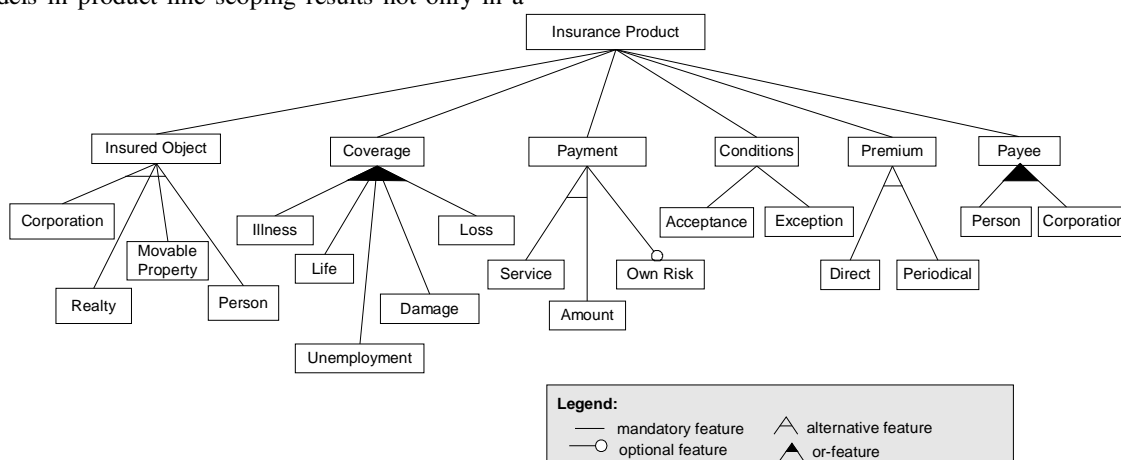 dels in product line scoping results not only in a
Insurance Product
Insured Object
Coverage
Payment
Conditions
Premium
Payee
Corporation
Realty
Movable
Property
Person
Illness
Life
Unemployment
Damage
Loss
Service
Amount
Own Risk
Acceptance
Exception
Direct
Periodical
Person
Corporation
Legend:
mandatory feature
optional feature
alternative feature
or-feature